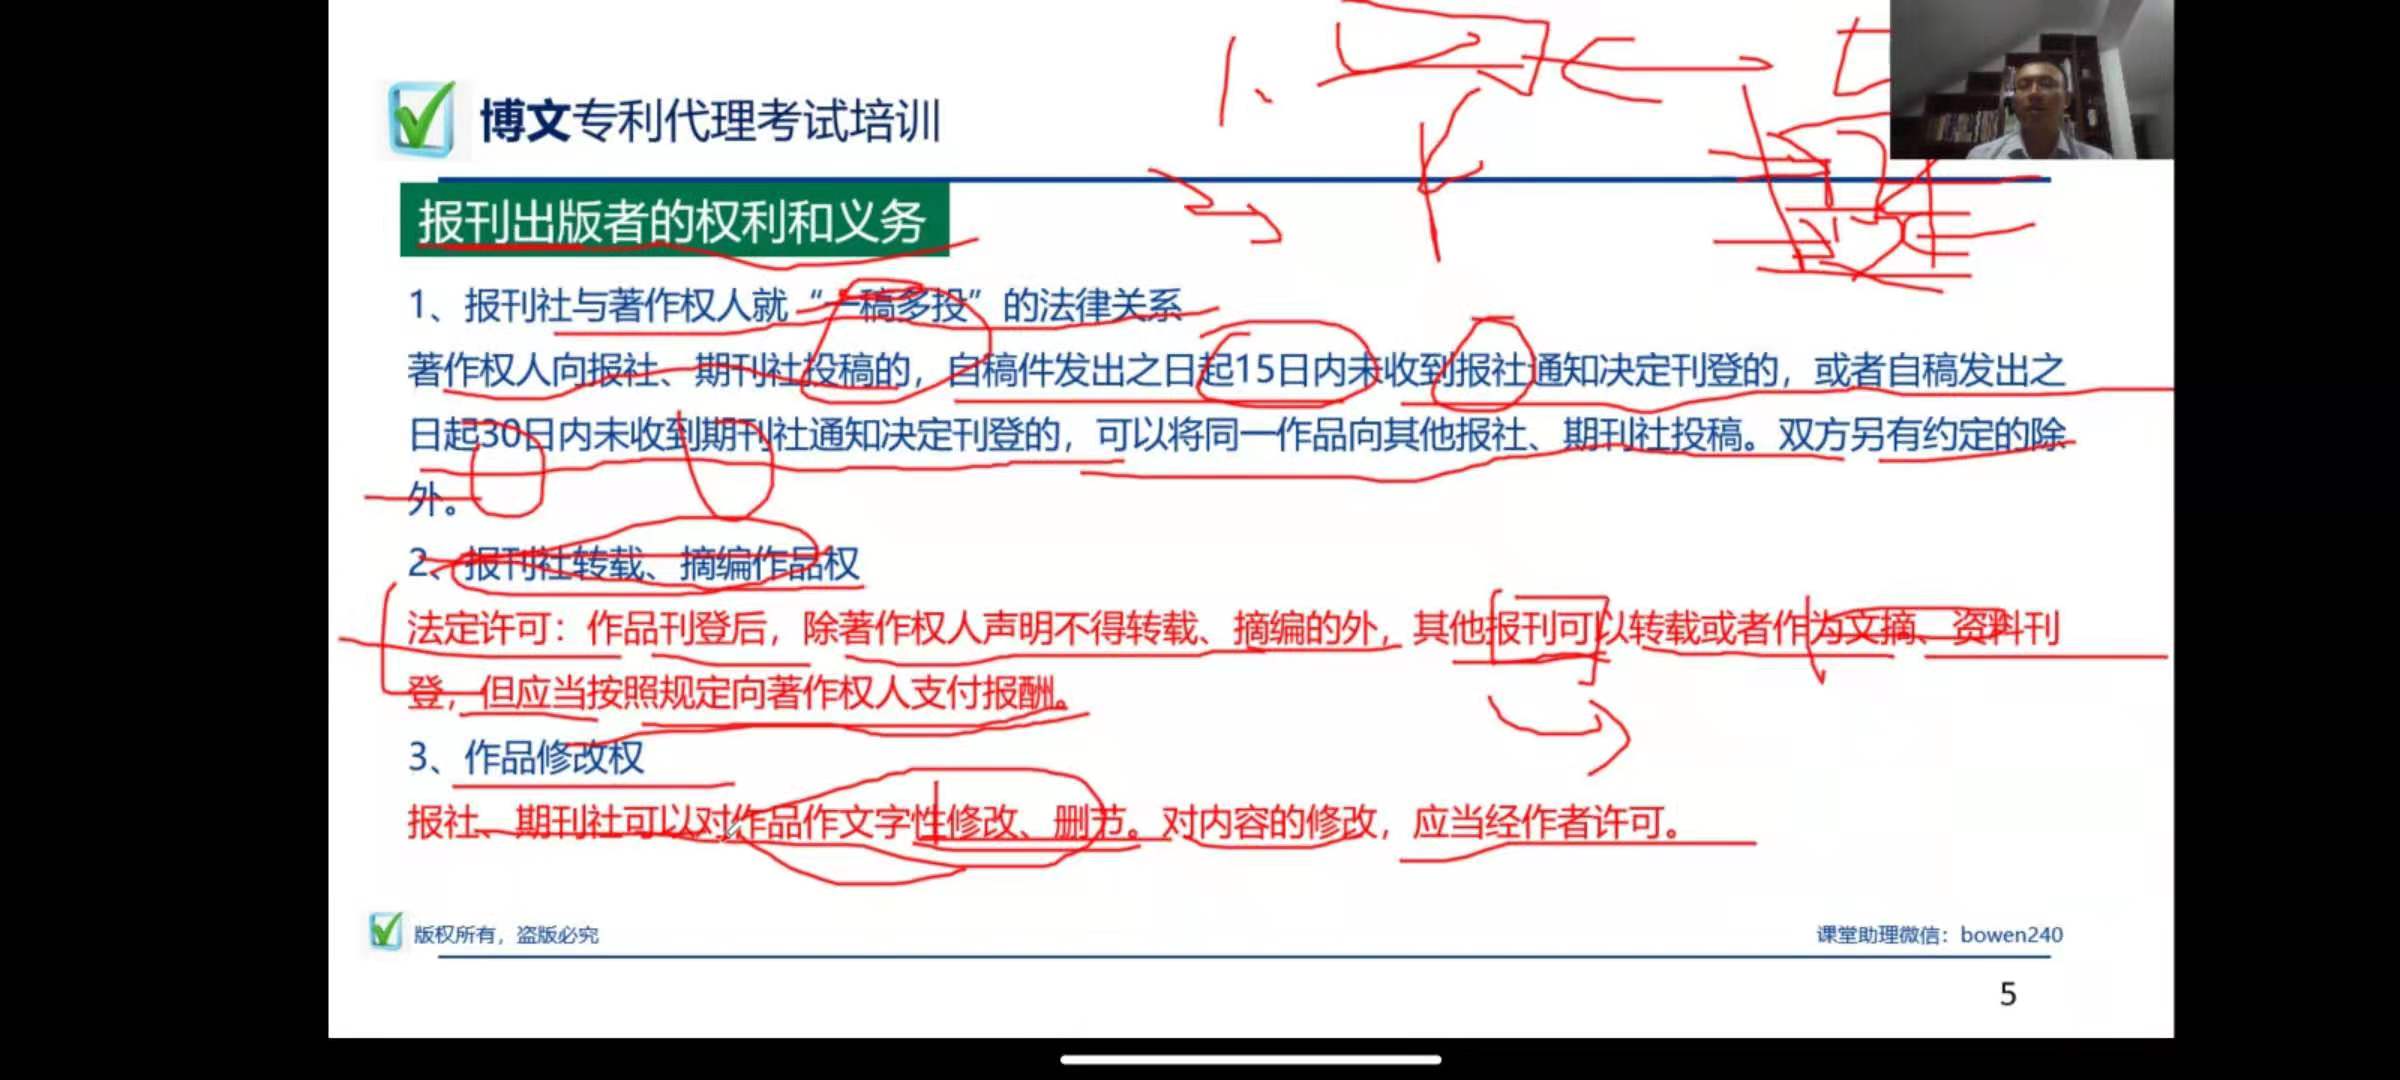 博文专利代理考试培训
报刊出版者的权利和义务
1、报刊社与著作权人就“一稿多投”的法律关系
著作权人向报社、期刊社投稿的，自稿件发出之日起15日内未收到报社通知决定刊登的，或者自稿发出之
日起30日内未收到期刊社通知决定刊登的，可以将同一作品向其他报社、期刊社投稿。双方另有约定的除
外。
2、报刊社转载、摘编作品权
法定许可：作品刊登后，除著作权人声明不得转载、摘编的外，其他报刊可以转载或者作为文摘、资料刊
登，但应当按照规定向著作权人支付报酬。
3、作品修改权
报社、期刊社可以对作品作文字性修改、删节。对内容的修改，应当经作者许可。
版权所有，盗版必究
课堂助理微信：bowen240
5